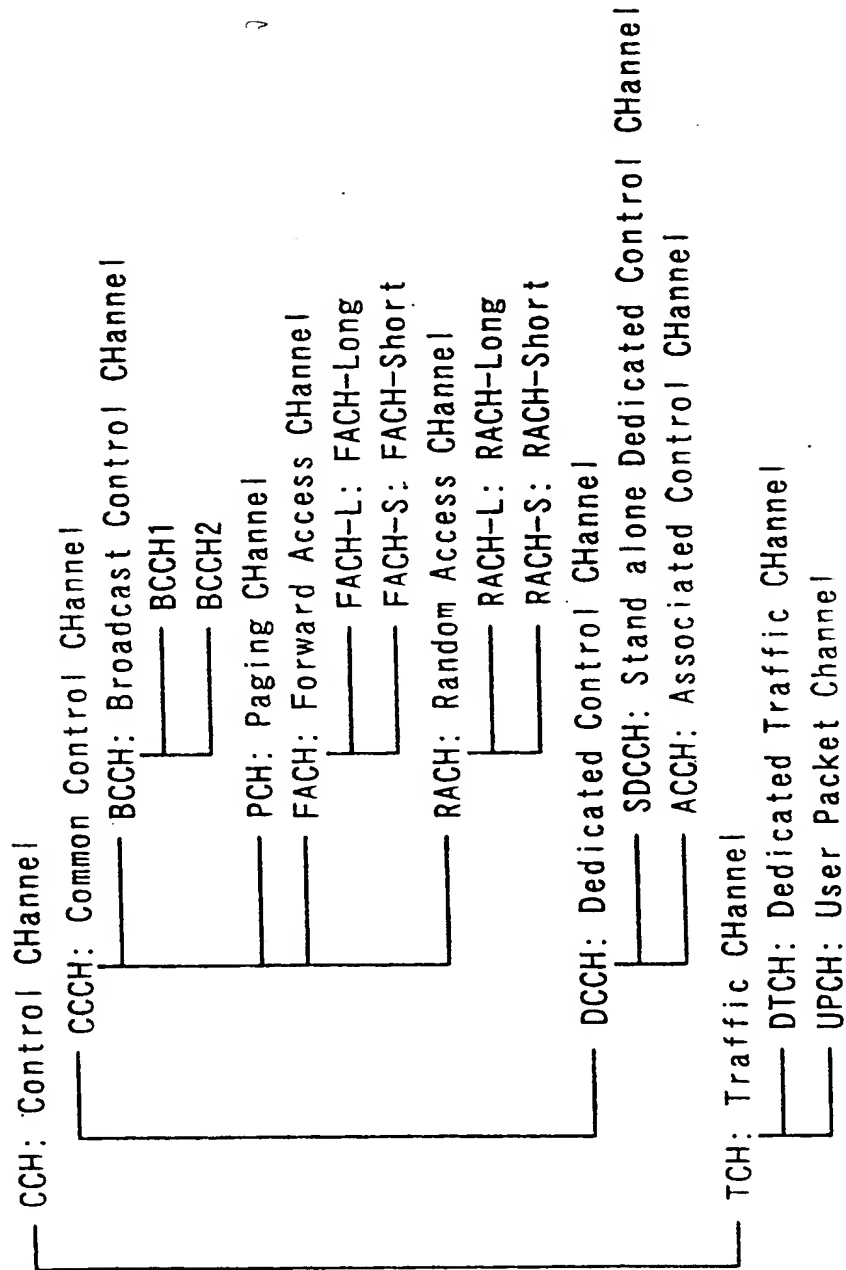 CCH: Control CHannel
CCCH: Common Control CHannel
BCCH: Broadcast Control CHannel
BCCH1
BCCH2
PCH: Paging CHannel
FACH: Forward Access CHannel
FACH-L: FACH-Long
FACH-S: FACH-Short
RACH: Random Access CHannel
RACH-L: RACH-Long
RACH-S: RACH-Short
DCCH: Dedicated Control CHannel
SDCCH: Stand alone Dedicated Control CHannel
ACCH: Associated Control CHannel
TCH: Traffic CHannel
DTCH: Dedicated Traffic CHannel
UPCH: User Packet Channel